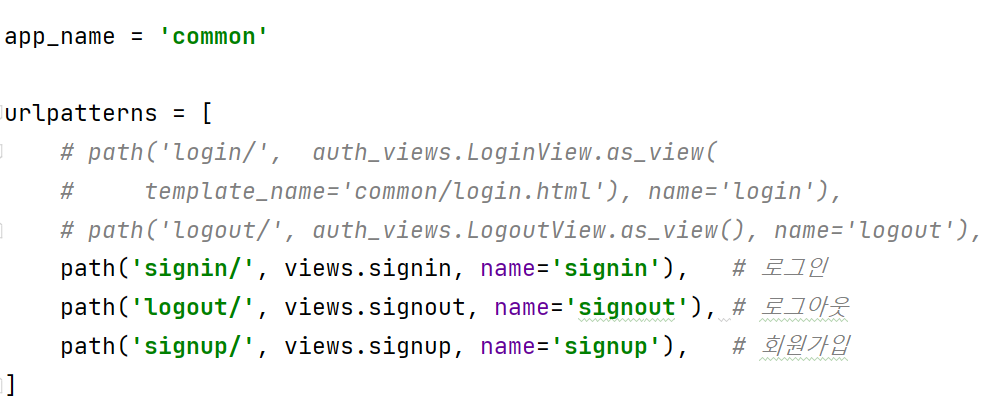 app_name = 'common'
urlpatterns = [
    # path('login/',  auth_views.LoginView.as_view(
    #     template_name='common/login.html'), name='login'),
    # path('logout/', auth_views.LogoutView.as_view(), name='logout'),
    path('signin/', views.signin, name='signin'),   # 로그인
    path('logout/', views.signout, name='signout'), # 로그아웃
    path('signup/', views.signup, name='signup'),   # 회원가입
]